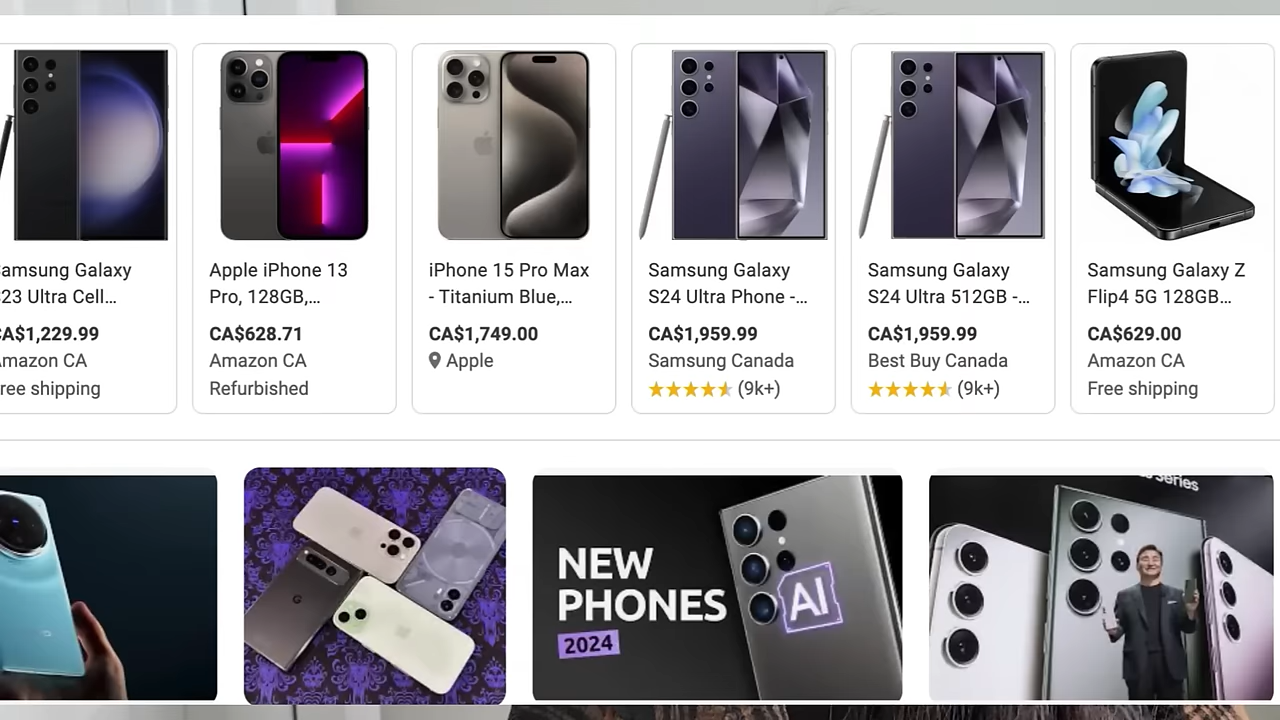 amsung Galaxy
23 Ultra Cell...
A$1,229.99
mazon CA
ree shipping
Apple iPhone 13
Pro, 128GB,...
CA$628.71
Amazon CA
Refurbished
iPhone 15 Pro Max
- Titanium Blue,...
CA$1,749.00
Apple
Samsung Galaxy
S24 Ultra Phone -...
CA$1,959.99
Samsung Canada
(9k+)
Samsung Galaxy
S24 Ultra 512GB -...
CA$1,959.99
Best Buy Canada
(9k+)
Samsung Galaxy Z
Flip4 5G 128GB...
CA$629.00
Amazon CA
Free shipping
NEW
PHONES
2024
AI
Series